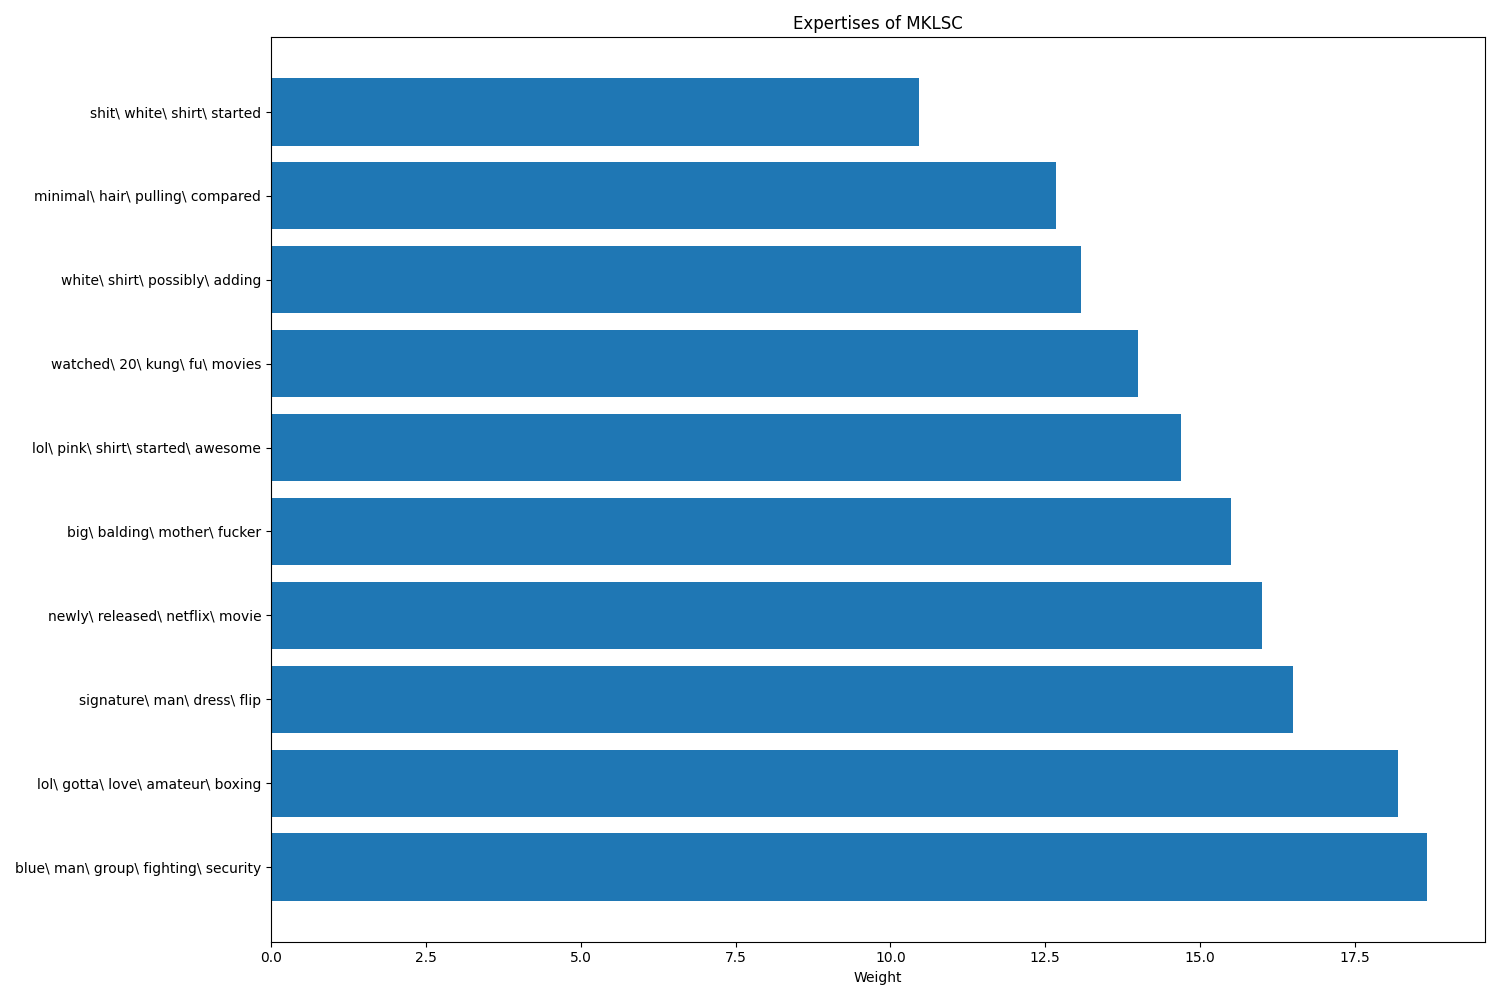 Expertises of MKLSC
shit\ white\ shirt\ started
minimal\ hair\ pulling\ compared
white\ shirt\ possibly\ adding
watched\ 20\ kung\ fu\ movies
lol\ pink\ shirt\ started\ awesome
big\ balding\ mother\ fucker
newly\ released\ netflix\ movie
signature\ man\ dress\ flip
lol\ gotta\ love\ amateur\ boxing
blue\ man\ group\ fighting\ security
0.0 2.5 5.0 7.5 10.0 12.5 15.0 17.5
Weight